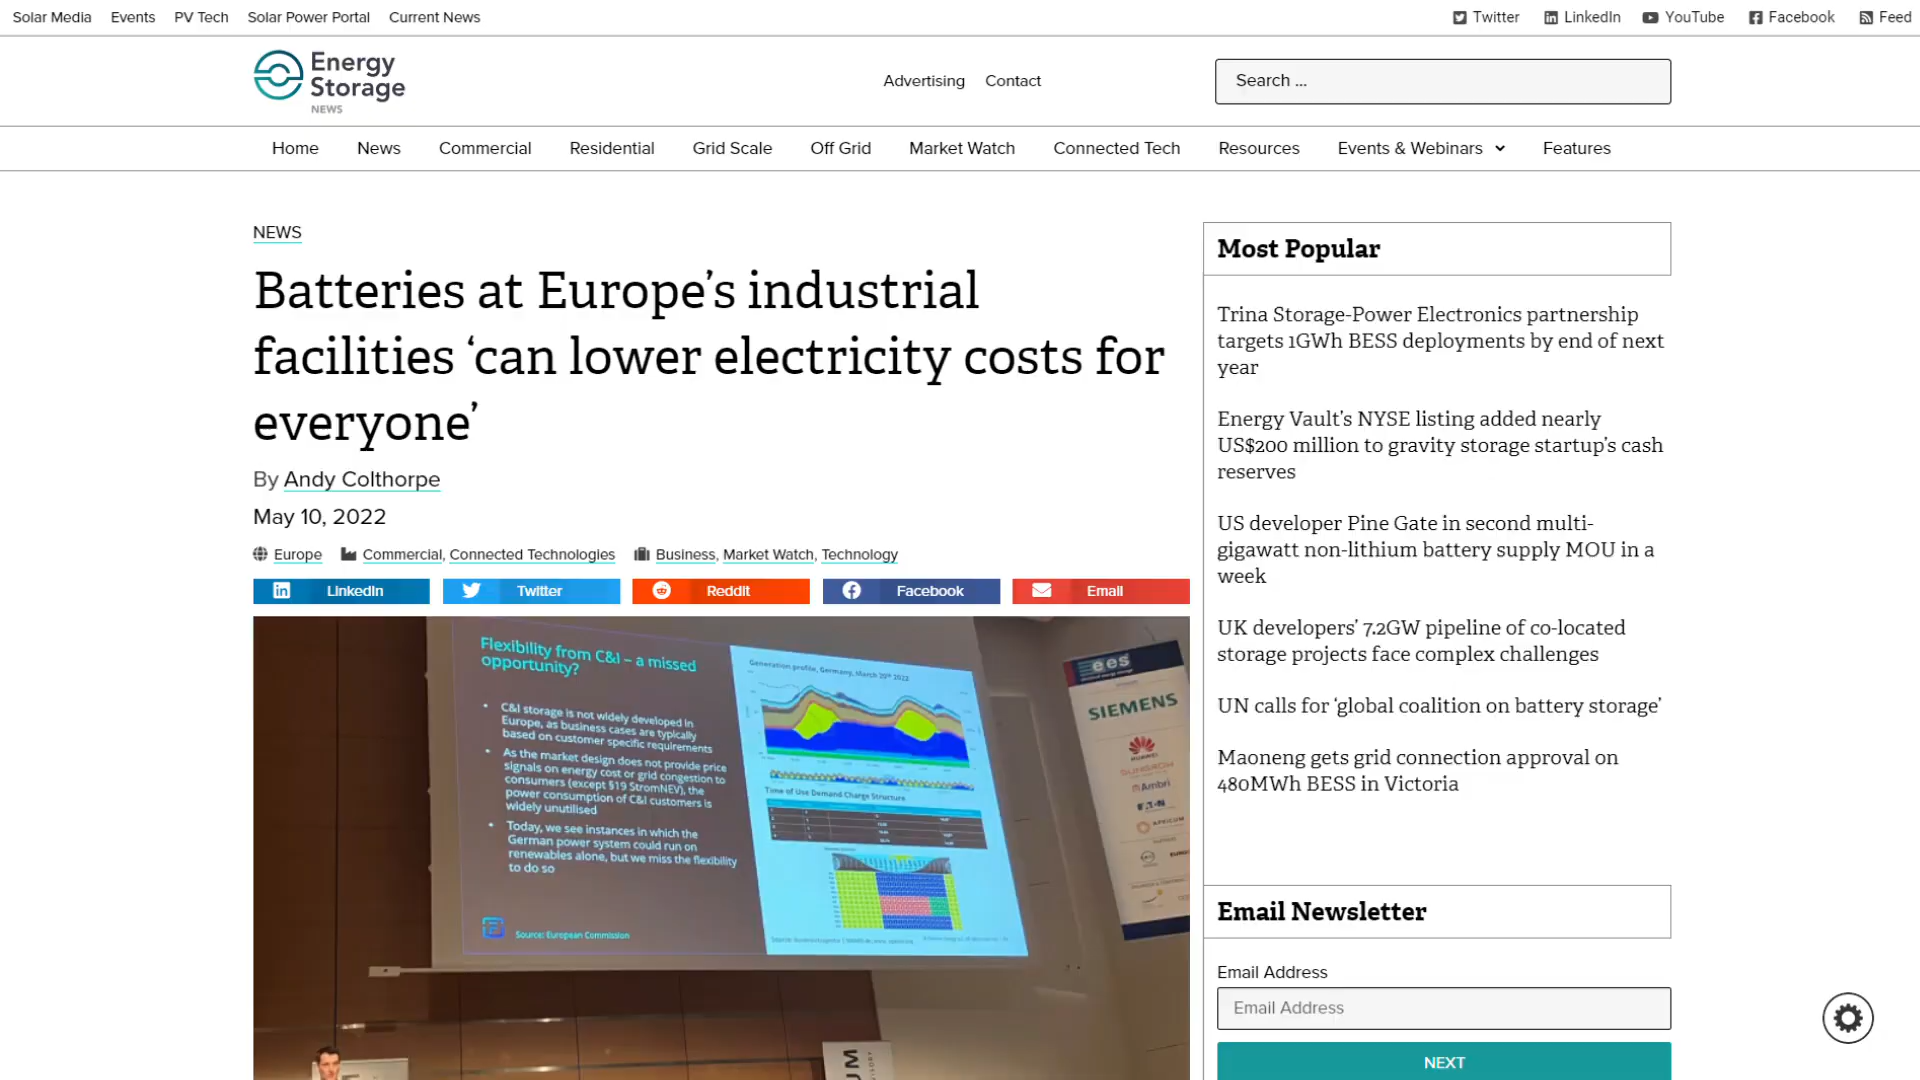 Solar Media Events PV Tech Solar Power Portal Current News
Twitter LinkedIn YouTube Facebook Feed
Energy
Storage
NEWS
Advertising Contact
Search ...
Home News Commercial Residential Grid Scale Off Grid Market Watch Connected Tech Resources Events & Webinars Features
NEWS
Batteries at Europe’s industrial
facilities ‘can lower electricity costs for
everyone’
By Andy Colthorpe
May 10, 2022
Europe Commercial, Connected Technologies Business, Market Watch, Technology
LinkedIn Twitter Reddit Facebook Email
Flexibility from C&I – a missed
opportunity?
• C&I storage is not widely developed in
Europe, as business cases are typically
based on customer specific requirements
• As the market design does not provide price
signals on energy cost or grid congestion to
consumers (except §19 StromNEV), the
power consumption of C&I customers is
widely unutilised
• Today, we see instances in which the
German power system could run on
renewables alone, but we miss the flexibility
to do so
Source: European Commission
Generation profile, Germany, March 20th 2022
Time of Use Demand Charge Structure
ees
SIEMENS
HUAWEI
SUNGROW
Ambri
APRICUM
Most Popular
Trina Storage-Power Electronics partnership
targets 1GWh BESS deployments by end of next
year
Energy Vault’s NYSE listing added nearly
US$200 million to gravity storage startup’s cash
reserves
US developer Pine Gate in second multi-
gigawatt non-lithium battery supply MOU in a
week
UK developers’ 7.2GW pipeline of co-located
storage projects face complex challenges
UN calls for ‘global coalition on battery storage’
Maoneng gets grid connection approval on
480MWh BESS in Victoria
Email Newsletter
Email Address
Email Address
NEXT